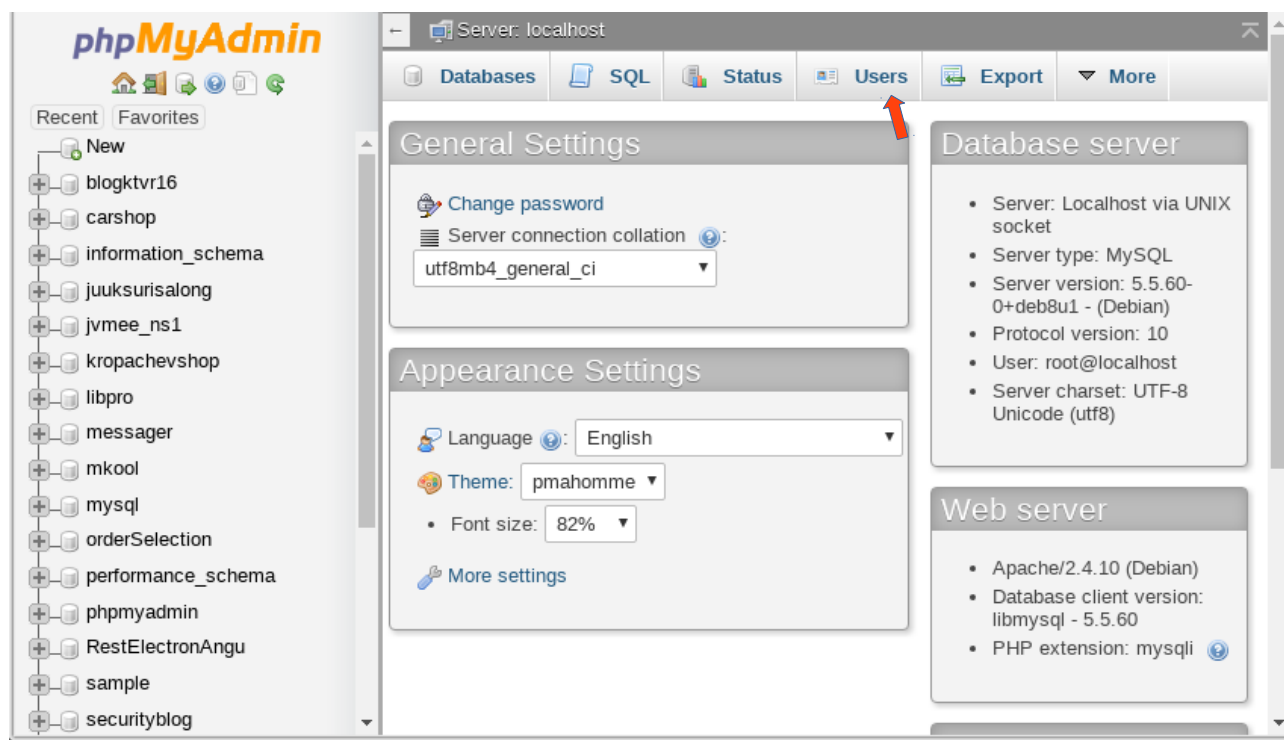 phpMyAdmin
Recent Favorites
New
blogktvr16
carshop
information_schema
juuksurisalong
jvmee_ns1
kropachevshop
libpro
messager
mkool
mysql
orderSelection
performance_schema
phpmyadmin
RestElectronAngu
sample
securityblog
Server: localhost
Databases SQL Status Users Export More
General Settings
Change password
Server connection collation :
utf8mb4_general_ci
Appearance Settings
Language : English
Theme: pmahomme
• Font size: 82%
More settings
Database server
• Server: Localhost via UNIX
socket
• Server type: MySQL
• Server version: 5.5.60-
0+deb8u1 - (Debian)
• Protocol version: 10
• User: root@localhost
• Server charset: UTF-8
Unicode (utf8)
Web server
• Apache/2.4.10 (Debian)
• Database client version:
libmysql - 5.5.60
• PHP extension: mysqli